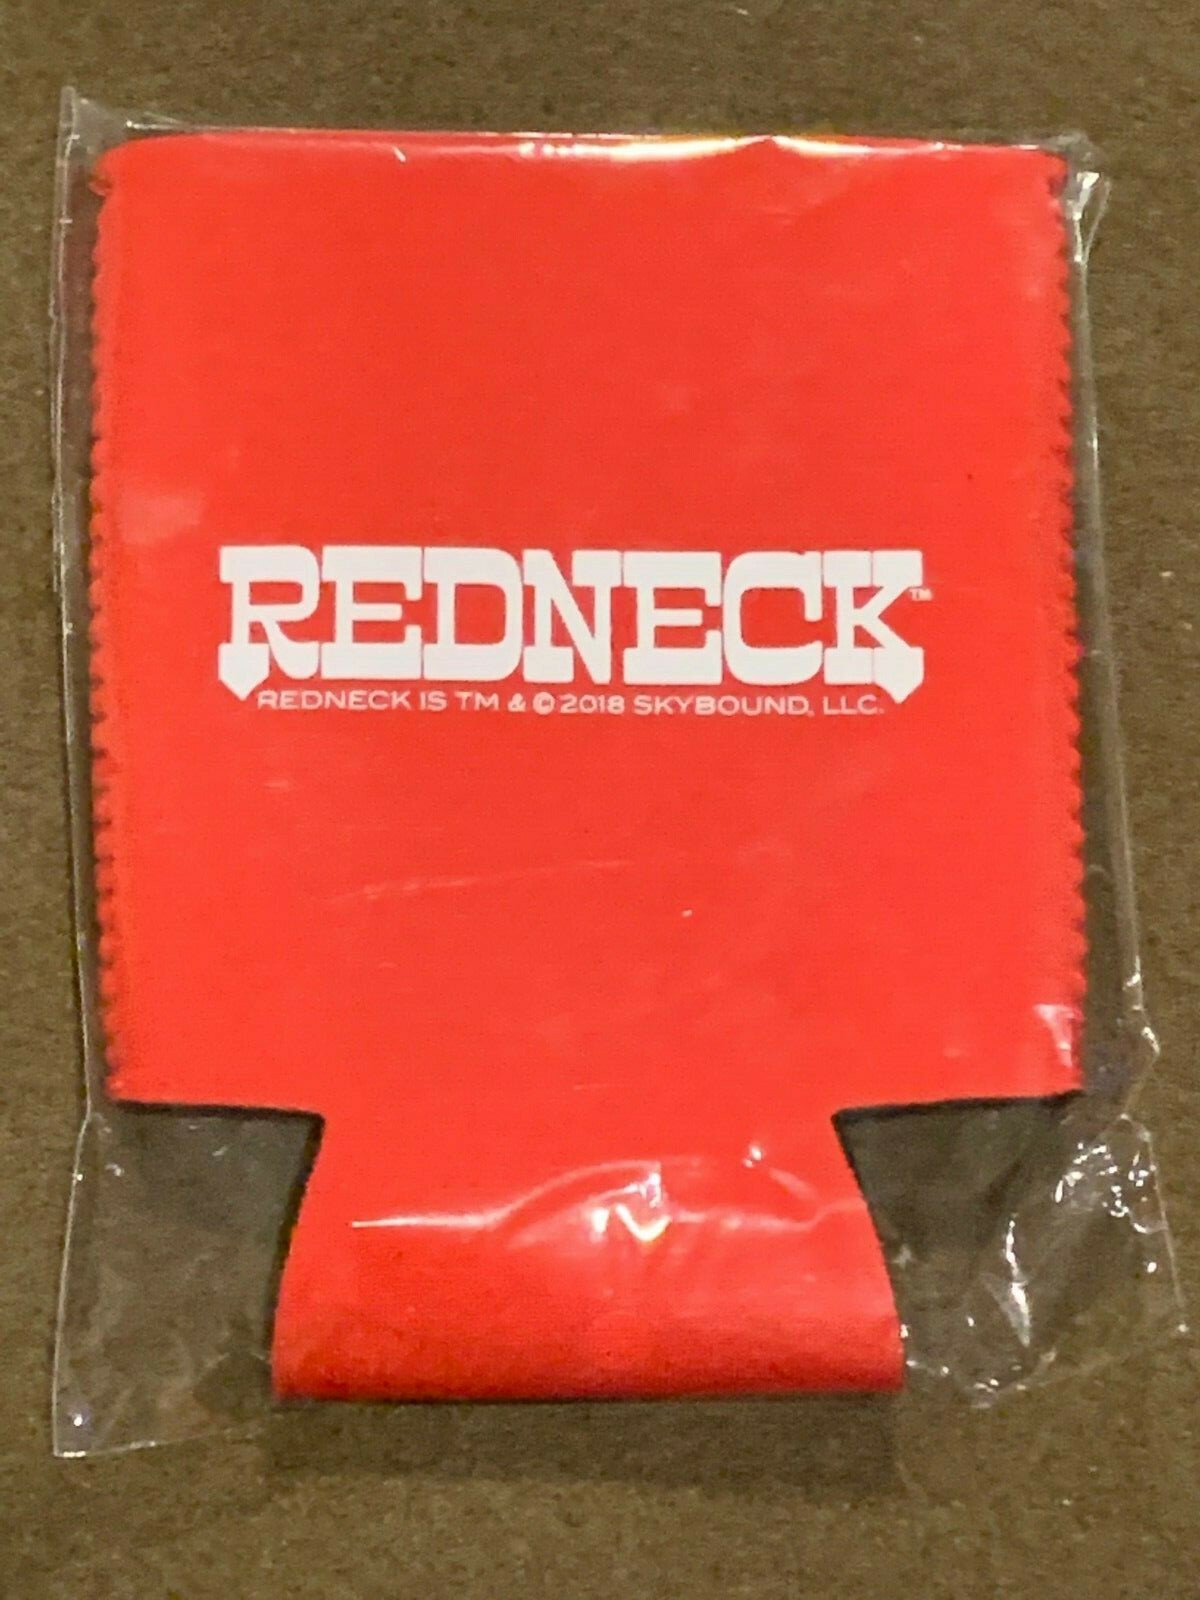 REDNECK™
REDNECK IS TM & © 2018 SKYBOUND, LLC.